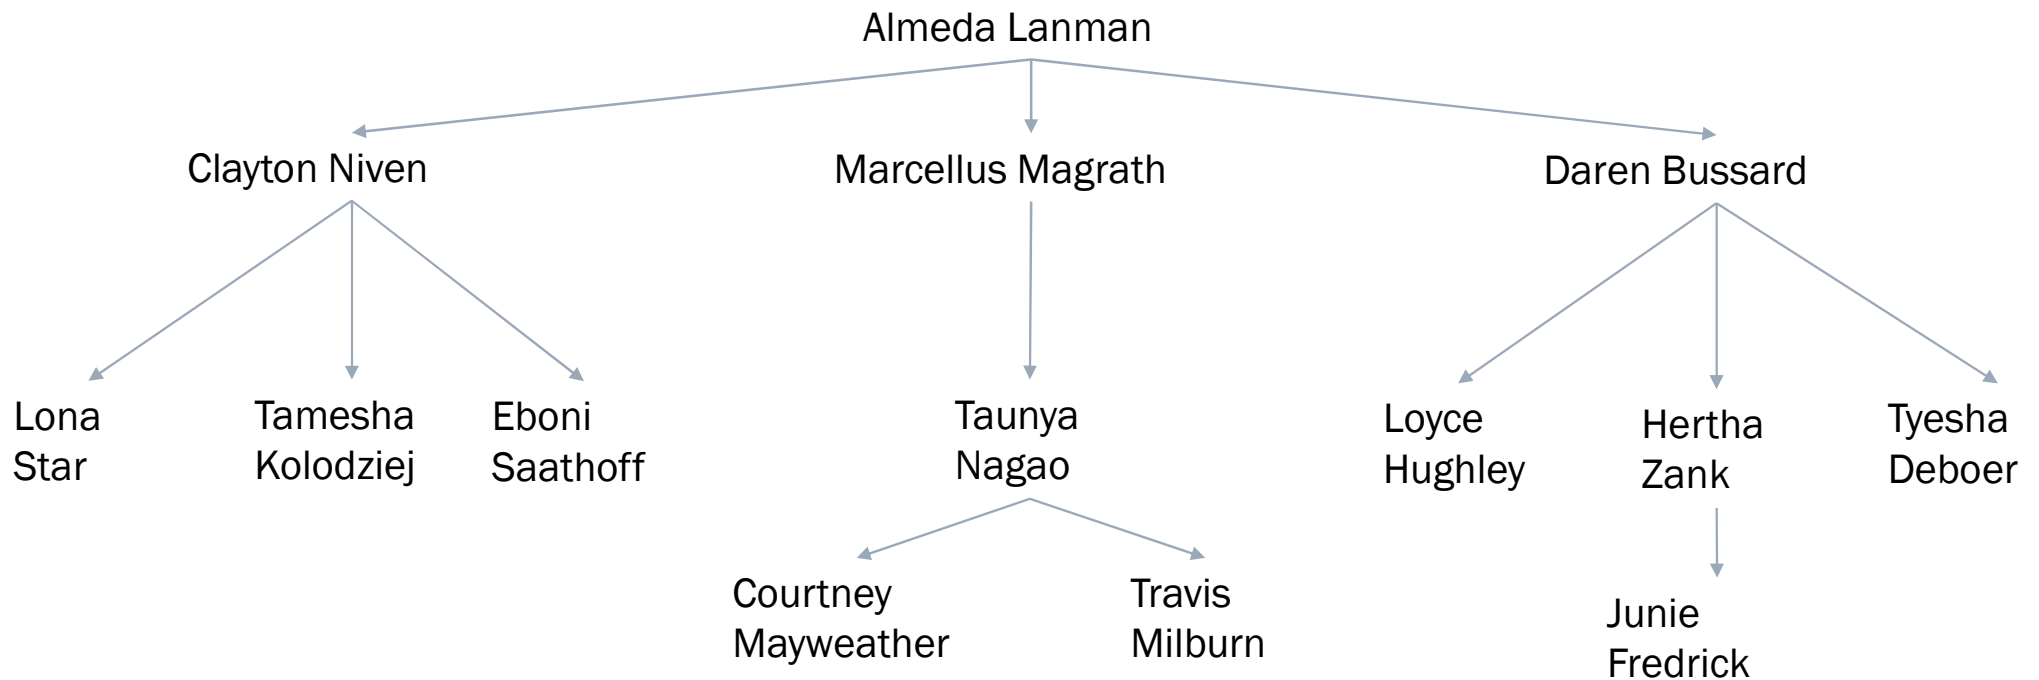 Almeda Lanman
Clayton Niven
Marcellus Magrath
Daren Bussard
Lona
Star
Tamesha
Kolodziej
Eboni
Saathoff
Taunya
Nagao
Loyce
Hughley
Hertha
Zank
Tyesha
Deboer
Courtney
Mayweather
Travis
Milburn
Junie
Fredrick